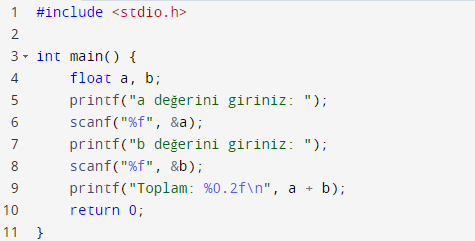 1 #include <stdio.h>
2
3 int main() {
4     float a, b;
5     printf("a değerini giriniz: ");
6     scanf("%f", &a);
7     printf("b değerini giriniz: ");
8     scanf("%f", &b);
9     printf("Toplam: %0.2f\n", a + b);
10     return 0;
11 }